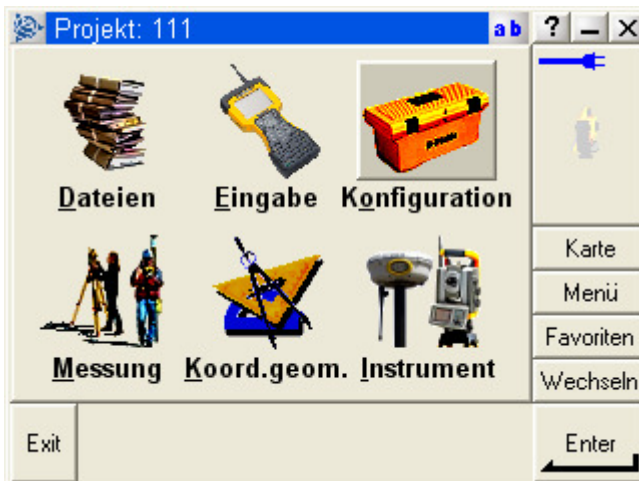 Projekt: 111 ab ? – X
Dateien Eingabe Konfiguration
Karte
Menü
Favoriten
Messung Koord.geom. Instrument
Wechseln
Exit Enter